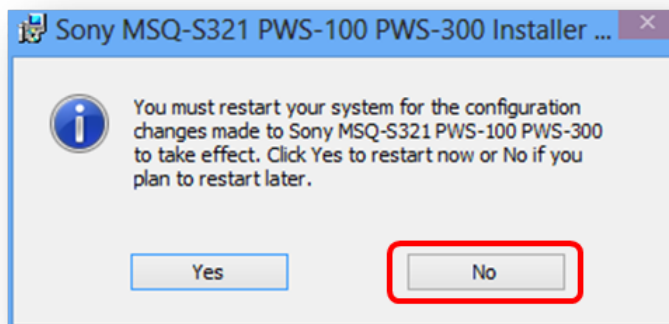 Sony MSQ-S321 PWS-100 PWS-300 Installer ...
You must restart your system for the configuration
changes made to Sony MSQ-S321 PWS-100 PWS-300
to take effect. Click Yes to restart now or No if you
plan to restart later.
Yes
No